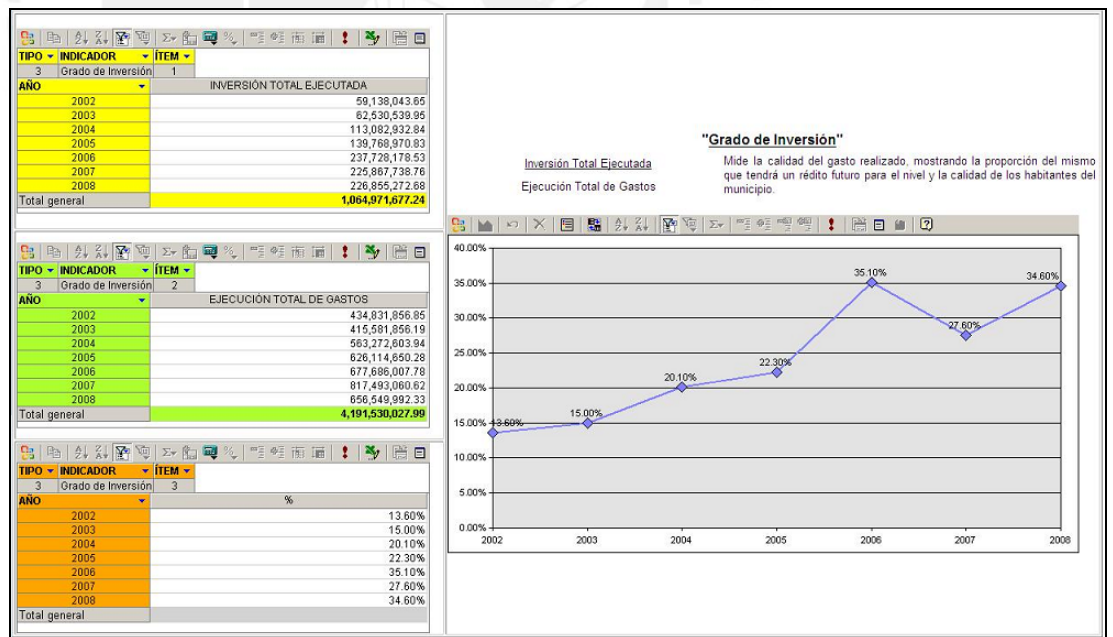 TIPO INDICADOR ÍTEM
3 Grado de Inversión 1
AÑO INVERSIÓN TOTAL EJECUTADA
2002 59,138,043.65
2003 62,530,539.95
2004 113,082,932.84
2005 139,768,970.83
2006 237,728,178.53
2007 225,867,738.76
2008 226,855,272.68
Total general 1,064,971,677.24
TIPO INDICADOR ÍTEM
3 Grado de Inversión 2
AÑO EJECUCIÓN TOTAL DE GASTOS
2002 434,831,856.85
2003 415,581,856.19
2004 563,272,603.94
2005 626,114,650.28
2006 677,686,007.78
2007 817,493,060.62
2008 656,549,992.33
Total general 4,191,530,027.99
TIPO INDICADOR ÍTEM
3 Grado de Inversión 3
AÑO %
2002 13.60%
2003 15.00%
2004 20.10%
2005 22.30%
2006 35.10%
2007 27.60%
2008 34.60%
Total general
"Grado de Inversión"
Inversión Total Ejecutada
Ejecución Total de Gastos
Mide la calidad del gasto realizado, mostrando la proporción del mismo
que tendrá un rédito futuro para el nivel y la calidad de los habitantes del
municipio.
40.00%
35.00%
30.00%
25.00%
20.00%
15.00%
10.00%
5.00%
0.00%
13.60%
15.00%
20.10%
22.30%
35.10%
27.60%
34.60%
2002 2003 2004 2005 2006 2007 2008